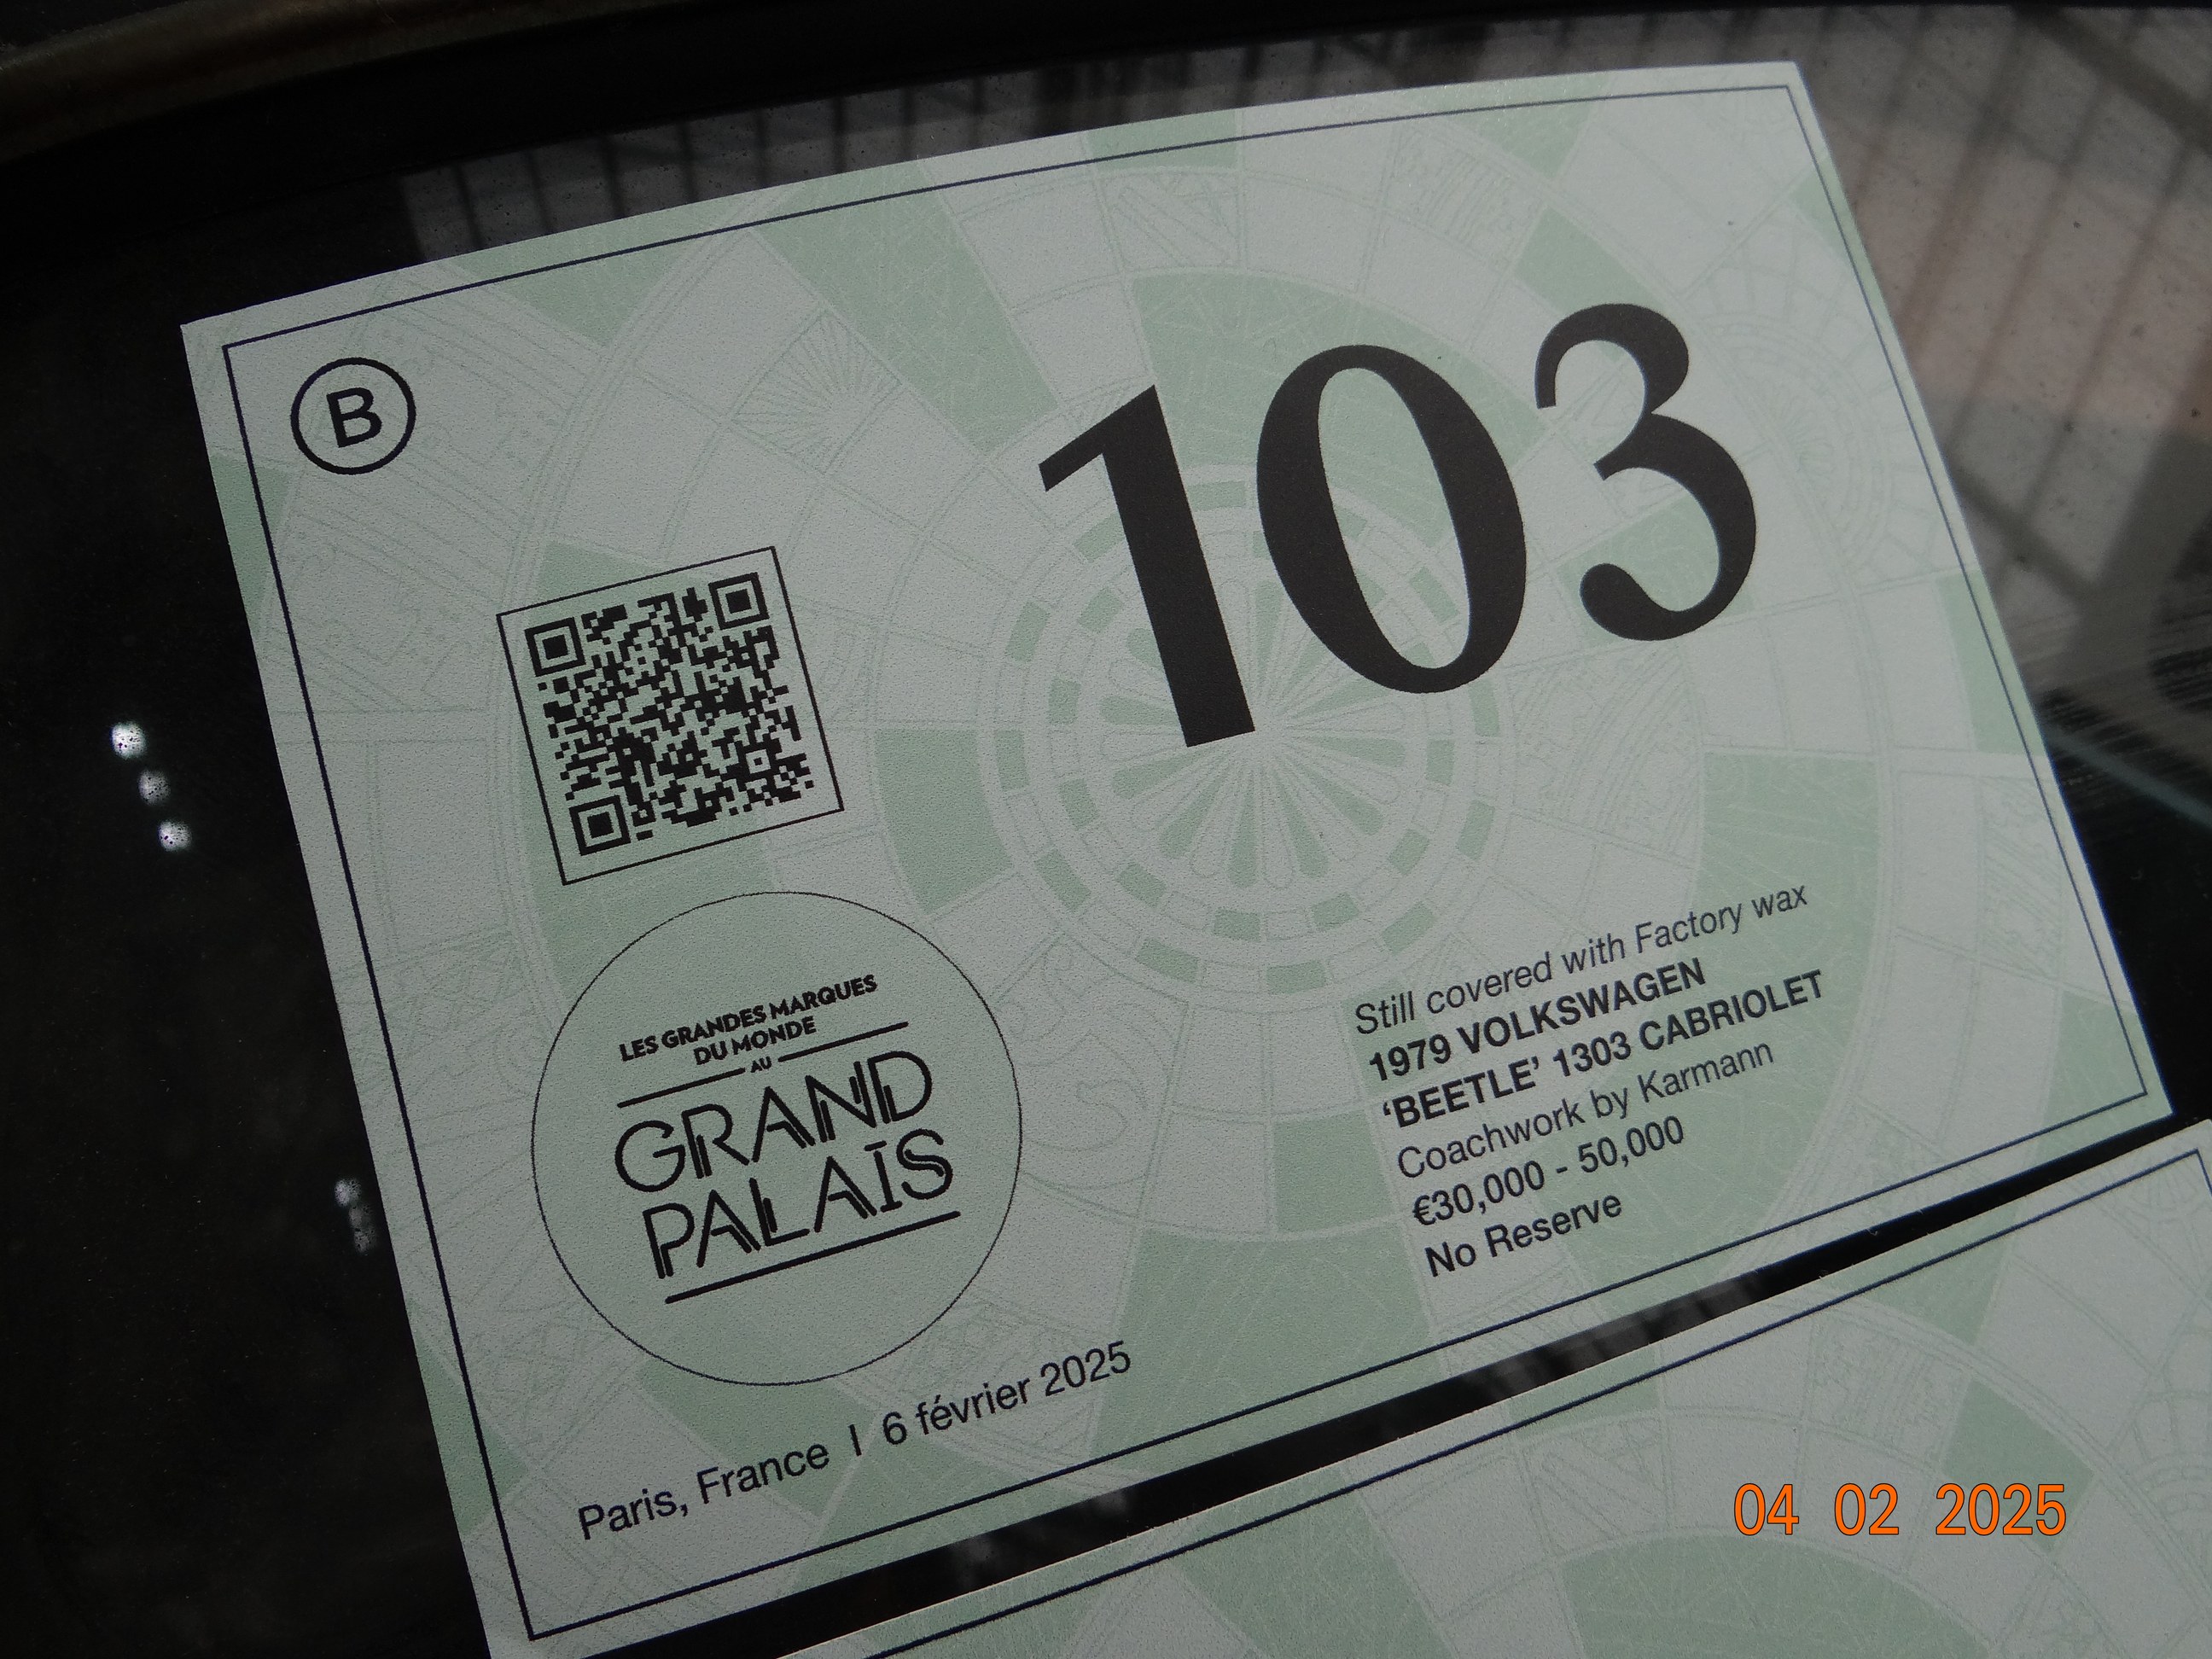 B
103
LES GRANDES MARQUES
DU MONDE
AU
GRAND
PALAIS
Still covered with Factory wax
1979 VOLKSWAGEN
‘BEETLE’ 1303 CABRIOLET
Coachwork by Karmann
€30,000 - 50,000
No Reserve
Paris, France I 6 février 2025
04 02 2025